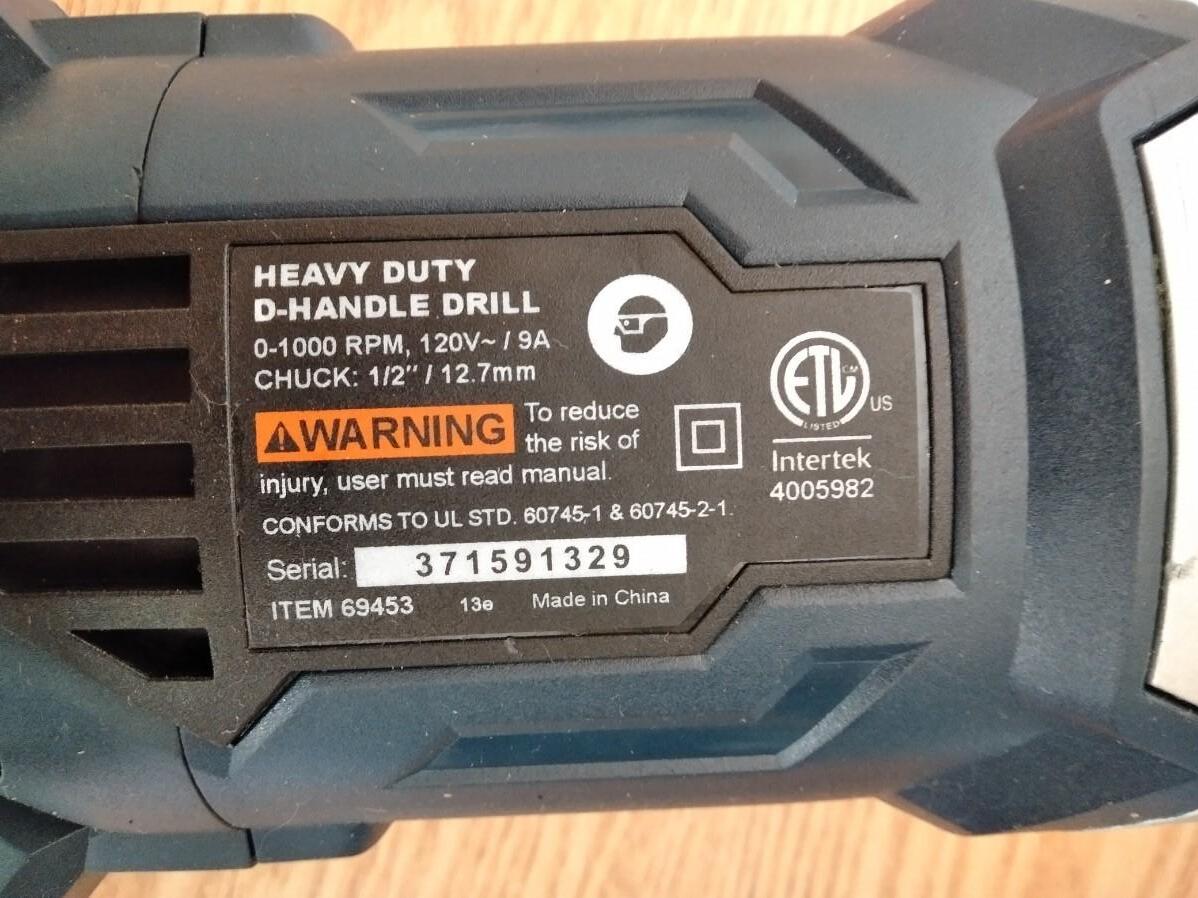 HEAVY DUTY
D-HANDLE DRILL
0-1000 RPM, 120V~ / 9A
CHUCK: 1/2″ / 12.7mm
WARNING To reduce
the risk of
injury, user must read manual.
CONFORMS TO UL STD. 60745-1 & 60745-2-1.
Serial: 371591329
ITEM 69453 13e Made in China
ETL CM
US
LISTED
Intertek
4005982